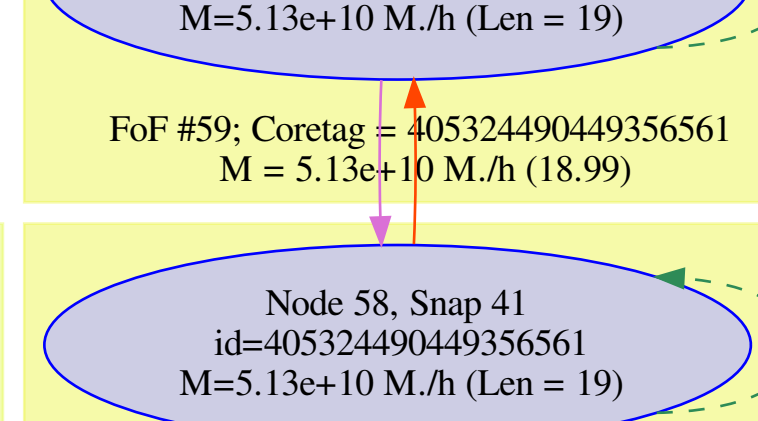 M=5.13e+10 M./h (Len = 19)
FoF #59; Coretag = 405324490449356561
M = 5.13e+10 M./h (18.99)
Node 58, Snap 41
id=405324490449356561
M=5.13e+10 M./h (Len = 19)